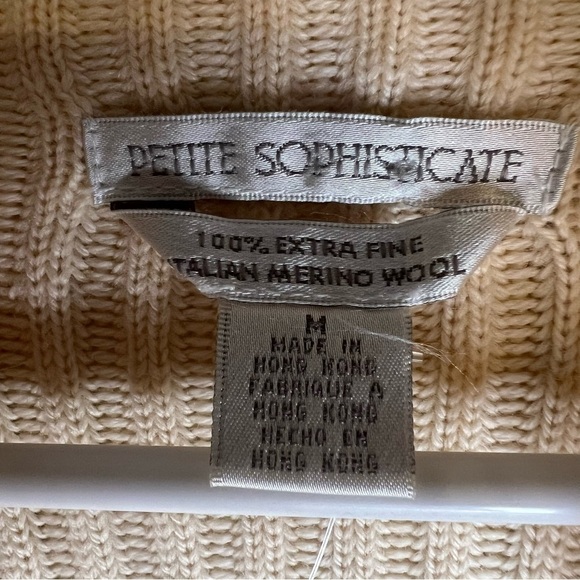 PETITE SOPHISTICATE
100% EXTRA FINE
ITALIAN MERINO WOOL
M
MADE IN
HONG KONG
FABRIQUE A
HONG KONG
HECHO EN
HONG KONG